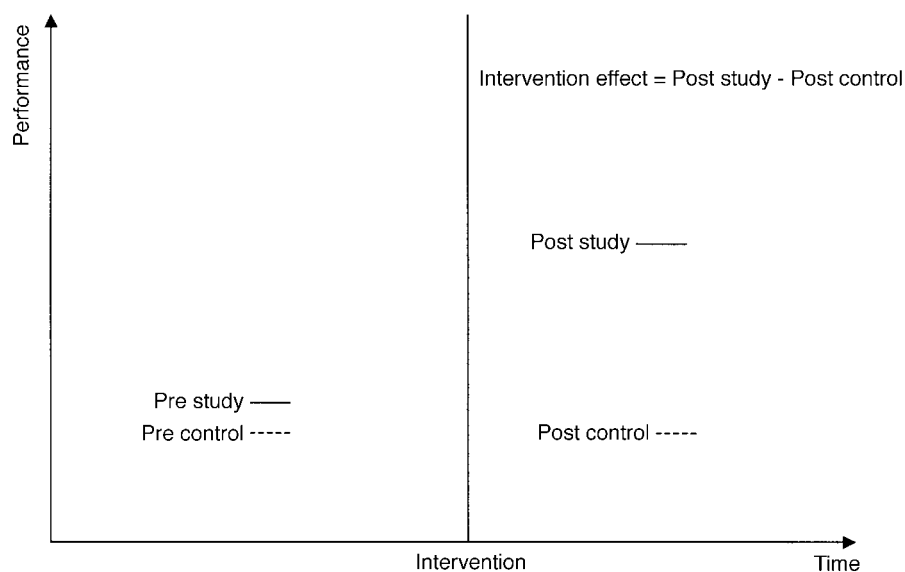 Performance
Intervention effect = Post study - Post control
Post study
Pre study
Pre control
Post control
Intervention
Time